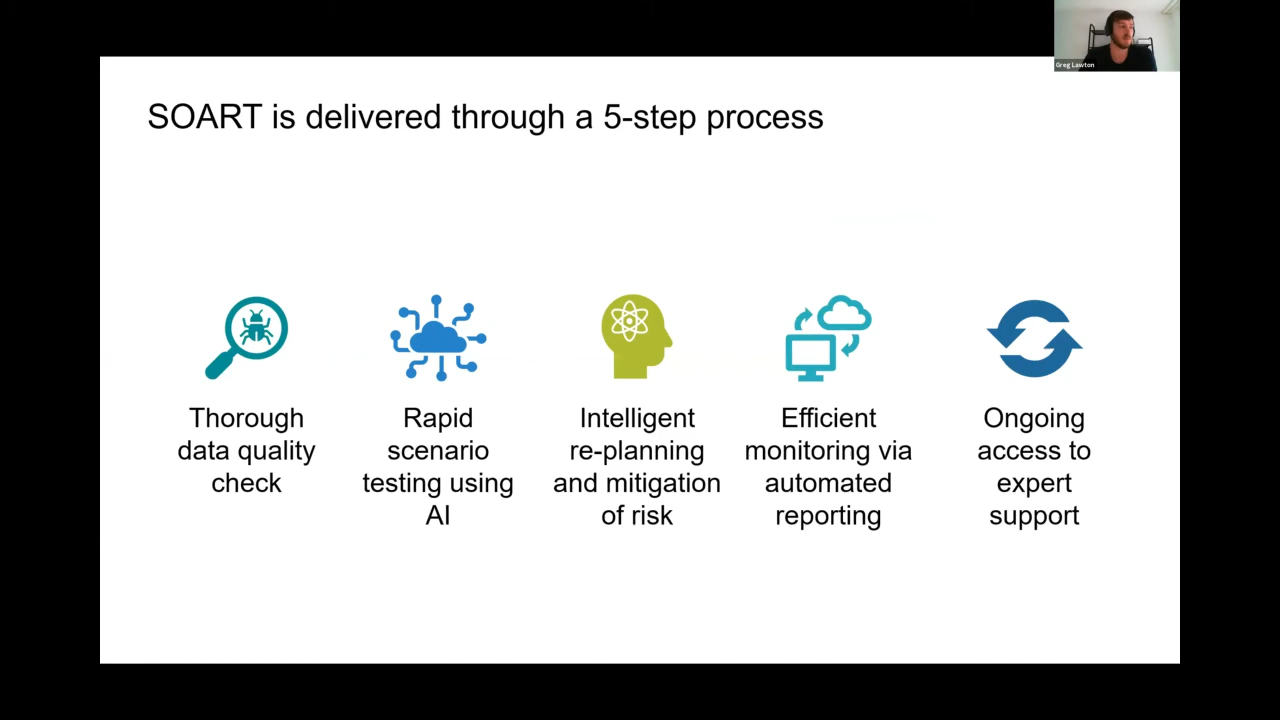 Greg Lawton
SOART is delivered through a 5-step process
Thorough
data quality
check
Rapid
scenario
testing using
AI
Intelligent
re-planning
and mitigation
of risk
Efficient
monitoring via
automated
reporting
Ongoing
access to
expert
support